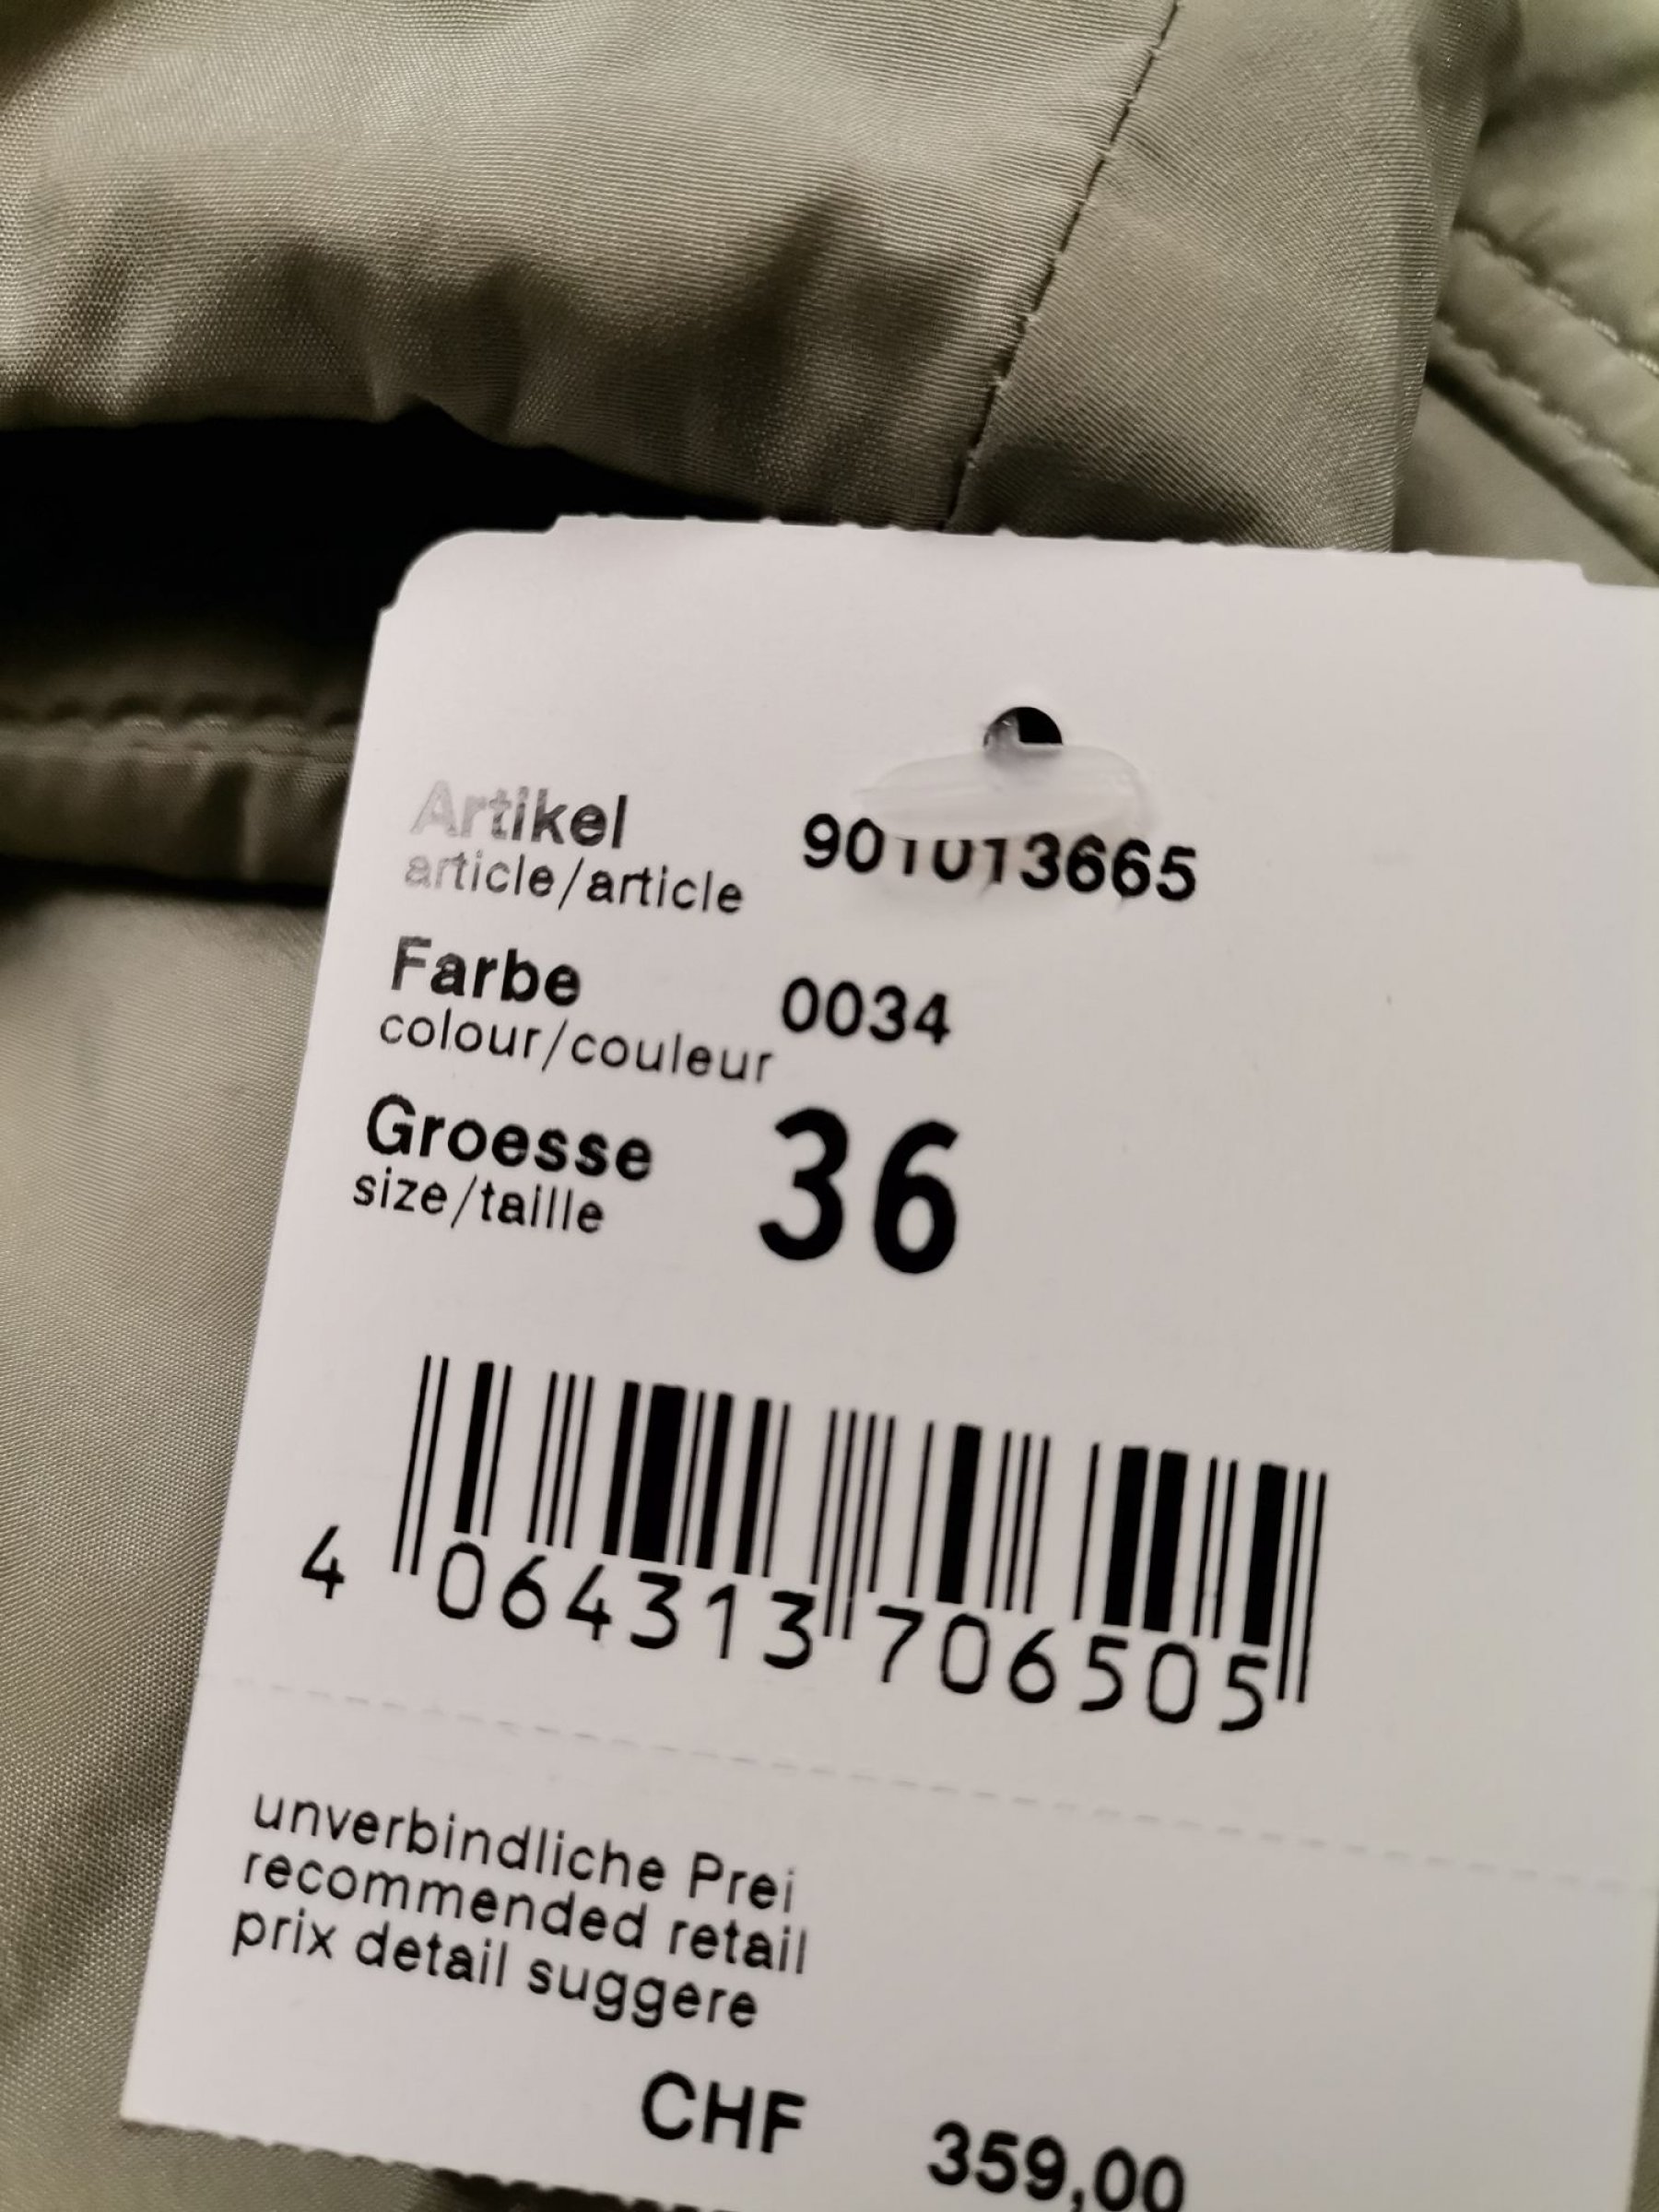 Artikel 901013665
article/article
Farbe 0034
colour/couleur
Groesse 36
size/taille
4 064313 706505
unverbindliche Prei
recommended retail
prix detail suggere
CHF 359,00